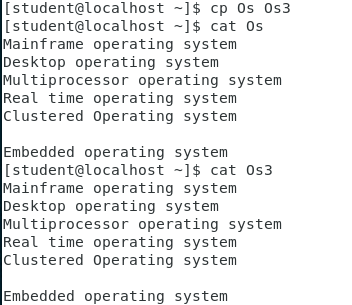 [student@localhost ~]$ cp Os Os3
[student@localhost ~]$ cat Os
Mainframe operating system
Desktop operating system
Multiprocessor operating system
Real time operating system
Clustered Operating system

Embedded operating system
[student@localhost ~]$ cat Os3
Mainframe operating system
Desktop operating system
Multiprocessor operating system
Real time operating system
Clustered Operating system

Embedded operating system